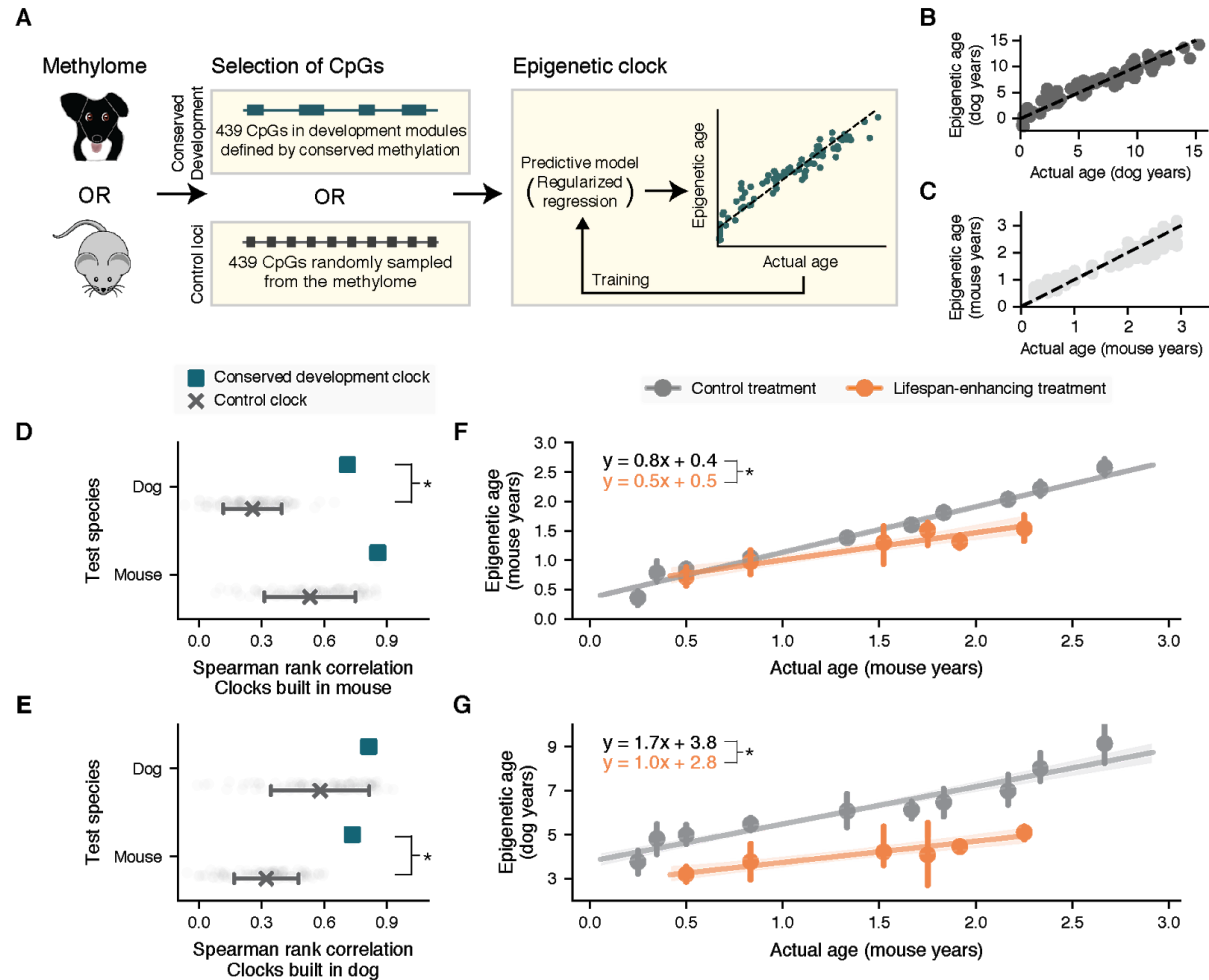 A
Methylome
OR
Selection of CpGs
Conserved
Development
439 CpGs in development modules
defined by conserved methylation
OR
Control loci
439 CpGs randomly sampled
from the methylome
Epigenetic clock
Predictive model
( Regularized
regression )
Epigenetic age
Actual age
Training
B
Epigenetic age
(dog years)
15
10
5
0
0 5 10 15
Actual age (dog years)
C
Epigenetic age
(mouse years)
3
2
1
0
0 1 2 3
Actual age (mouse years)
Conserved development clock
Control clock
Control treatment
Lifespan-enhancing treatment
D
Test species
Dog
Mouse
*
0.0 0.3 0.6 0.9
Spearman rank correlation
Clocks built in mouse
E
Test species
Dog
Mouse
*
0.0 0.3 0.6 0.9
Spearman rank correlation
Clocks built in dog
F
Epigenetic age
(mouse years)
3.0
2.5
2.0
1.5
1.0
0.5
0.0
y = 0.8x + 0.4
y = 0.5x + 0.5
*
0.0 0.5 1.0 1.5 2.0 2.5 3.0
Actual age (mouse years)
G
Epigenetic age
(dog years)
9
7
5
3
y = 1.7x + 3.8
y = 1.0x + 2.8
*
0.0 0.5 1.0 1.5 2.0 2.5 3.0
Actual age (mouse years)